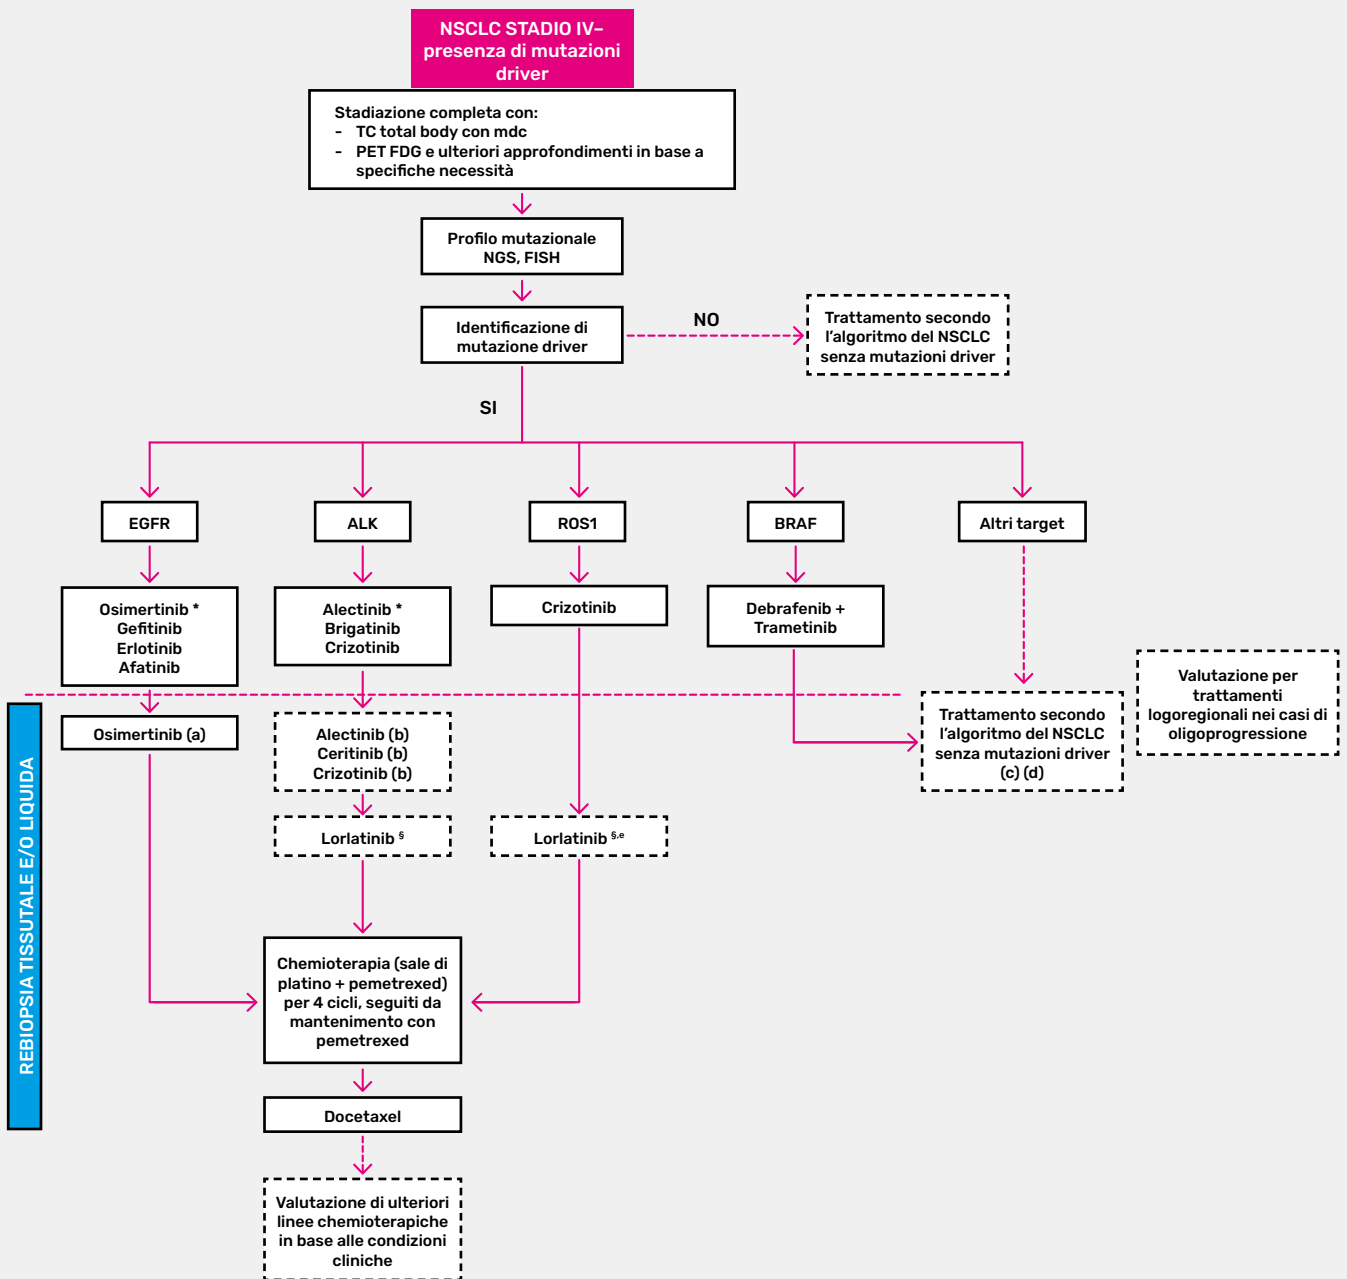 NSCLC STADIO IV–
presenza di mutazioni
driver
Stadiazione completa con:
- TC total body con mdc
- PET FDG e ulteriori approfondimenti in base a
specifiche necessità
Profilo mutazionale
NGS, FISH
Identificazione di
mutazione driver
NO
Trattamento secondo
l’algoritmo del NSCLC
senza mutazioni driver
SI
EGFR
ALK
ROS1
BRAF
Altri target
Osimertinib *
Gefitinib
Erlotinib
Afatinib
Alectinib *
Brigatinib
Crizotinib
Crizotinib
Debrafenib +
Trametinib
Valutazione per
trattamenti
logoregionali nei casi di
oligoprogressione
REBIOPSIA TISSUTALE E/O LIQUIDA
Osimertinib (a)
Alectinib (b)
Ceritinib (b)
Crizotinib (b)
Trattamento secondo
l’algoritmo del NSCLC
senza mutazioni driver
(c) (d)
Lorlatinib §
Lorlatinib §,e
Chemioterapia (sale di
platino + pemetrexed)
per 4 cicli, seguiti da
mantenimento con
pemetrexed
Docetaxel
Valutazione di ulteriori
linee chemioterapiche
in base alle condizioni
cliniche